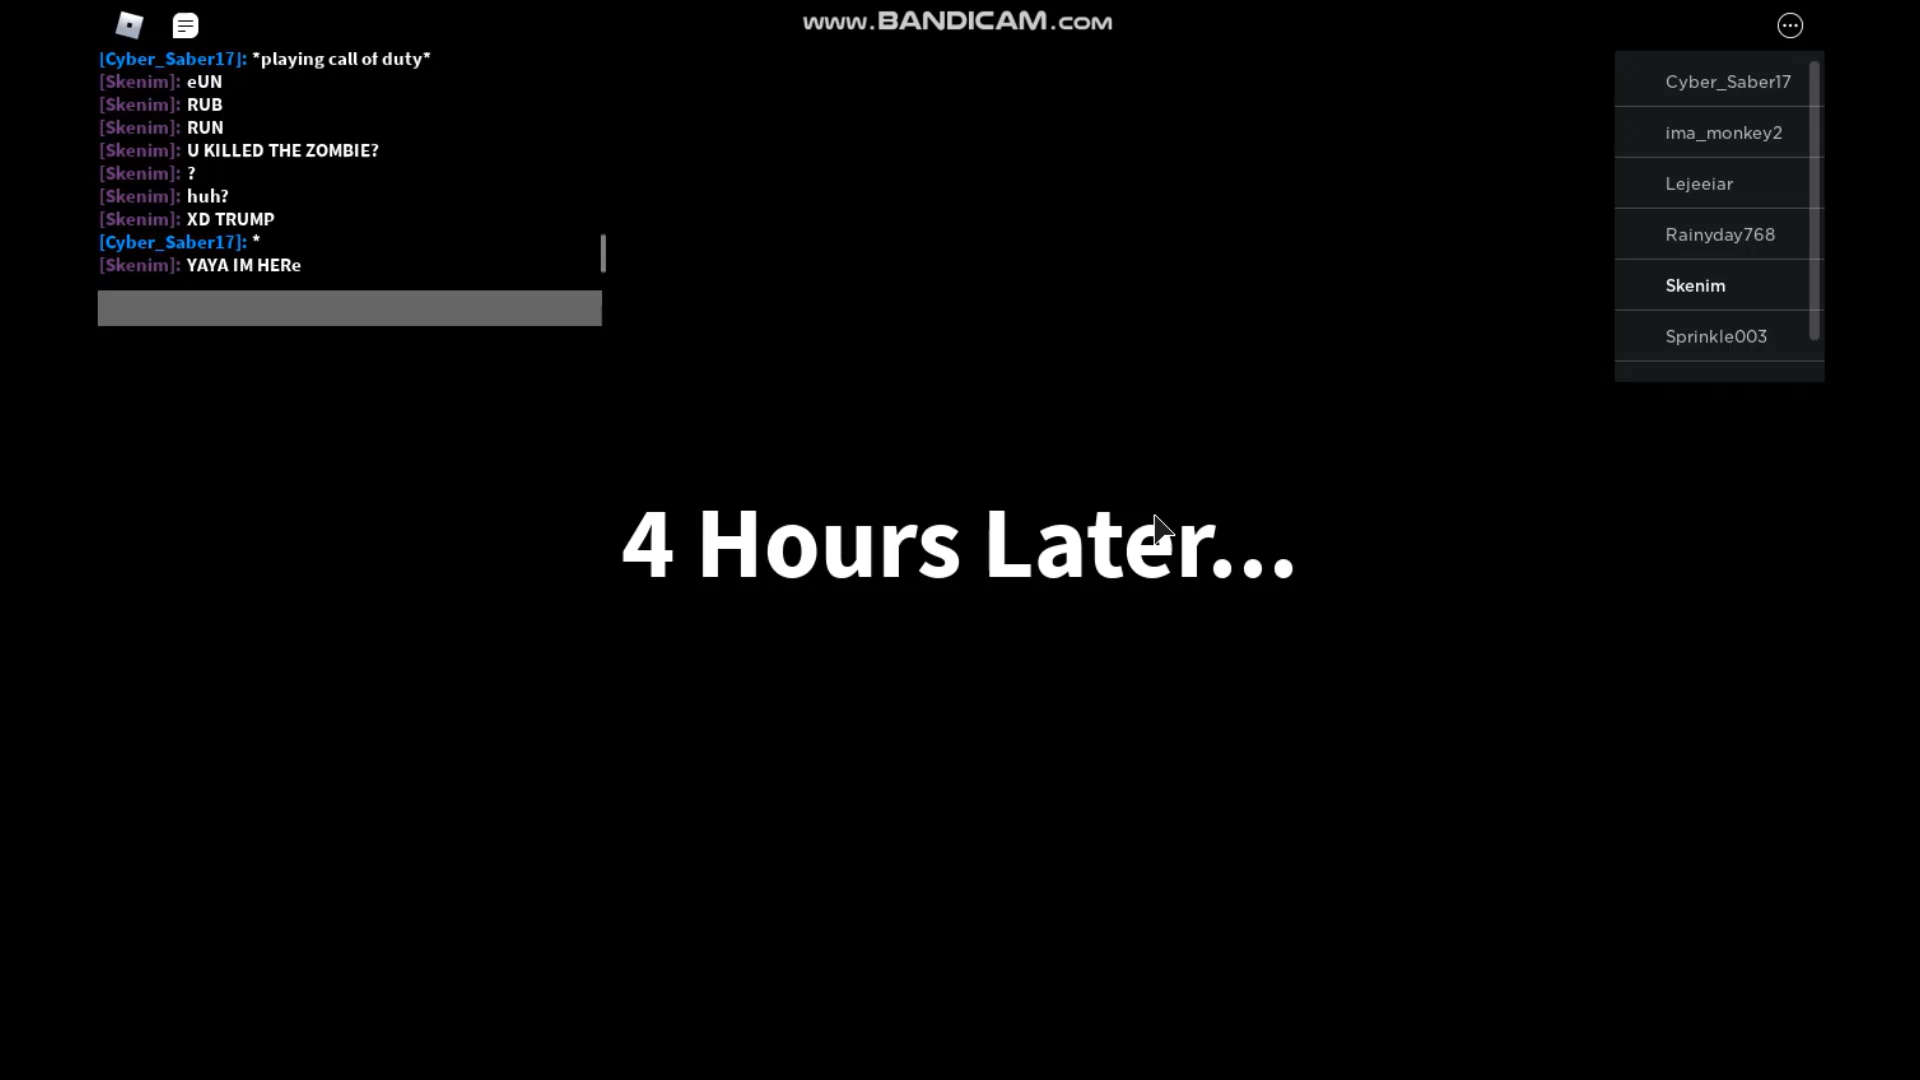 www.BANDICAM.com
[Cyber_Saber17]: *playing call of duty*
[Skenim]: eUN
[Skenim]: RUB
[Skenim]: RUN
[Skenim]: U KILLED THE ZOMBIE?
[Skenim]: ?
[Skenim]: huh?
[Skenim]: XD TRUMP
[Cyber_Saber17]: *
[Skenim]: YAYA IM HERe
Cyber_Saber17
ima_monkey2
Lejeeiar
Rainyday768
Skenim
Sprinkle003
4 Hours Later...